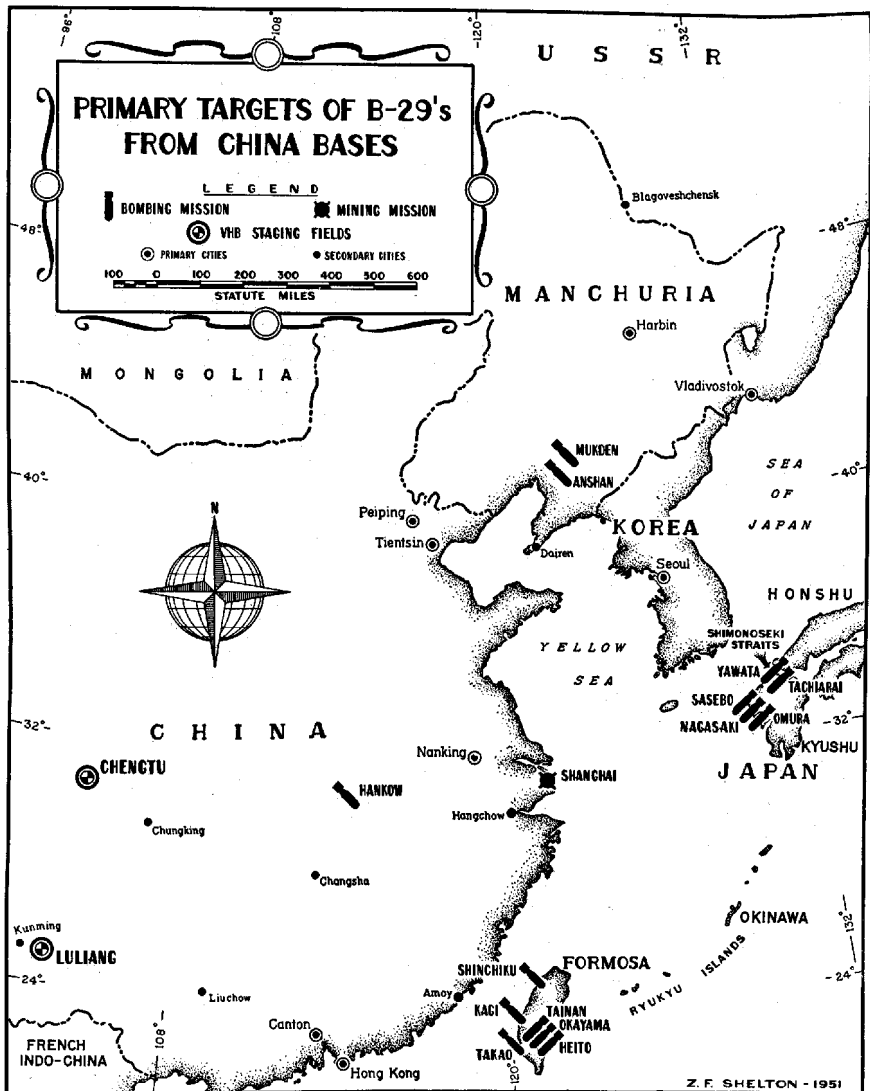 -96°
-108°
-120°
-132°
U S S R
PRIMARY TARGETS OF B-29's
FROM CHINA BASES
LEGEND
BOMBING MISSION
MINING MISSION
VHB STAGING FIELDS
PRIMARY CITIES
SECONDARY CITIES
100 0 100 200 300 400 500 600
STATUTE MILES
Blagoveshchensk
-48°
-48°
MANCHURIA
Harbin
MONGOLIA
Vladivostok
MUKDEN
ANSHAN
-40°
-40°
SEA
OF
JAPAN
N
Peiping
Tientsin
Dairen
KOREA
Seoul
HONSHU
SHIMONOSEKI
STRAITS
YELLOW
SEA
YAWATA
TACHIARAI
SASEBO
NAGASAKI
OMURA
-32°
-32°
KYUSHU
JAPAN
CHINA
Nanking
SHANGHAI
CHENGTU
HANKOW
Hangchow
Chungking
Changsha
OKINAWA
132°
Kunming
LULIANG
RYUKYU ISLANDS
-24°
-24°
SHINCHIKU
FORMOSA
Liuchow
Amoy
KAGI
TAINAN
OKAYAMA
HEITO
TAKAO
Canton
Hong Kong
FRENCH
INDO-CHINA
108°
120°
Z.F. SHELTON - 1951